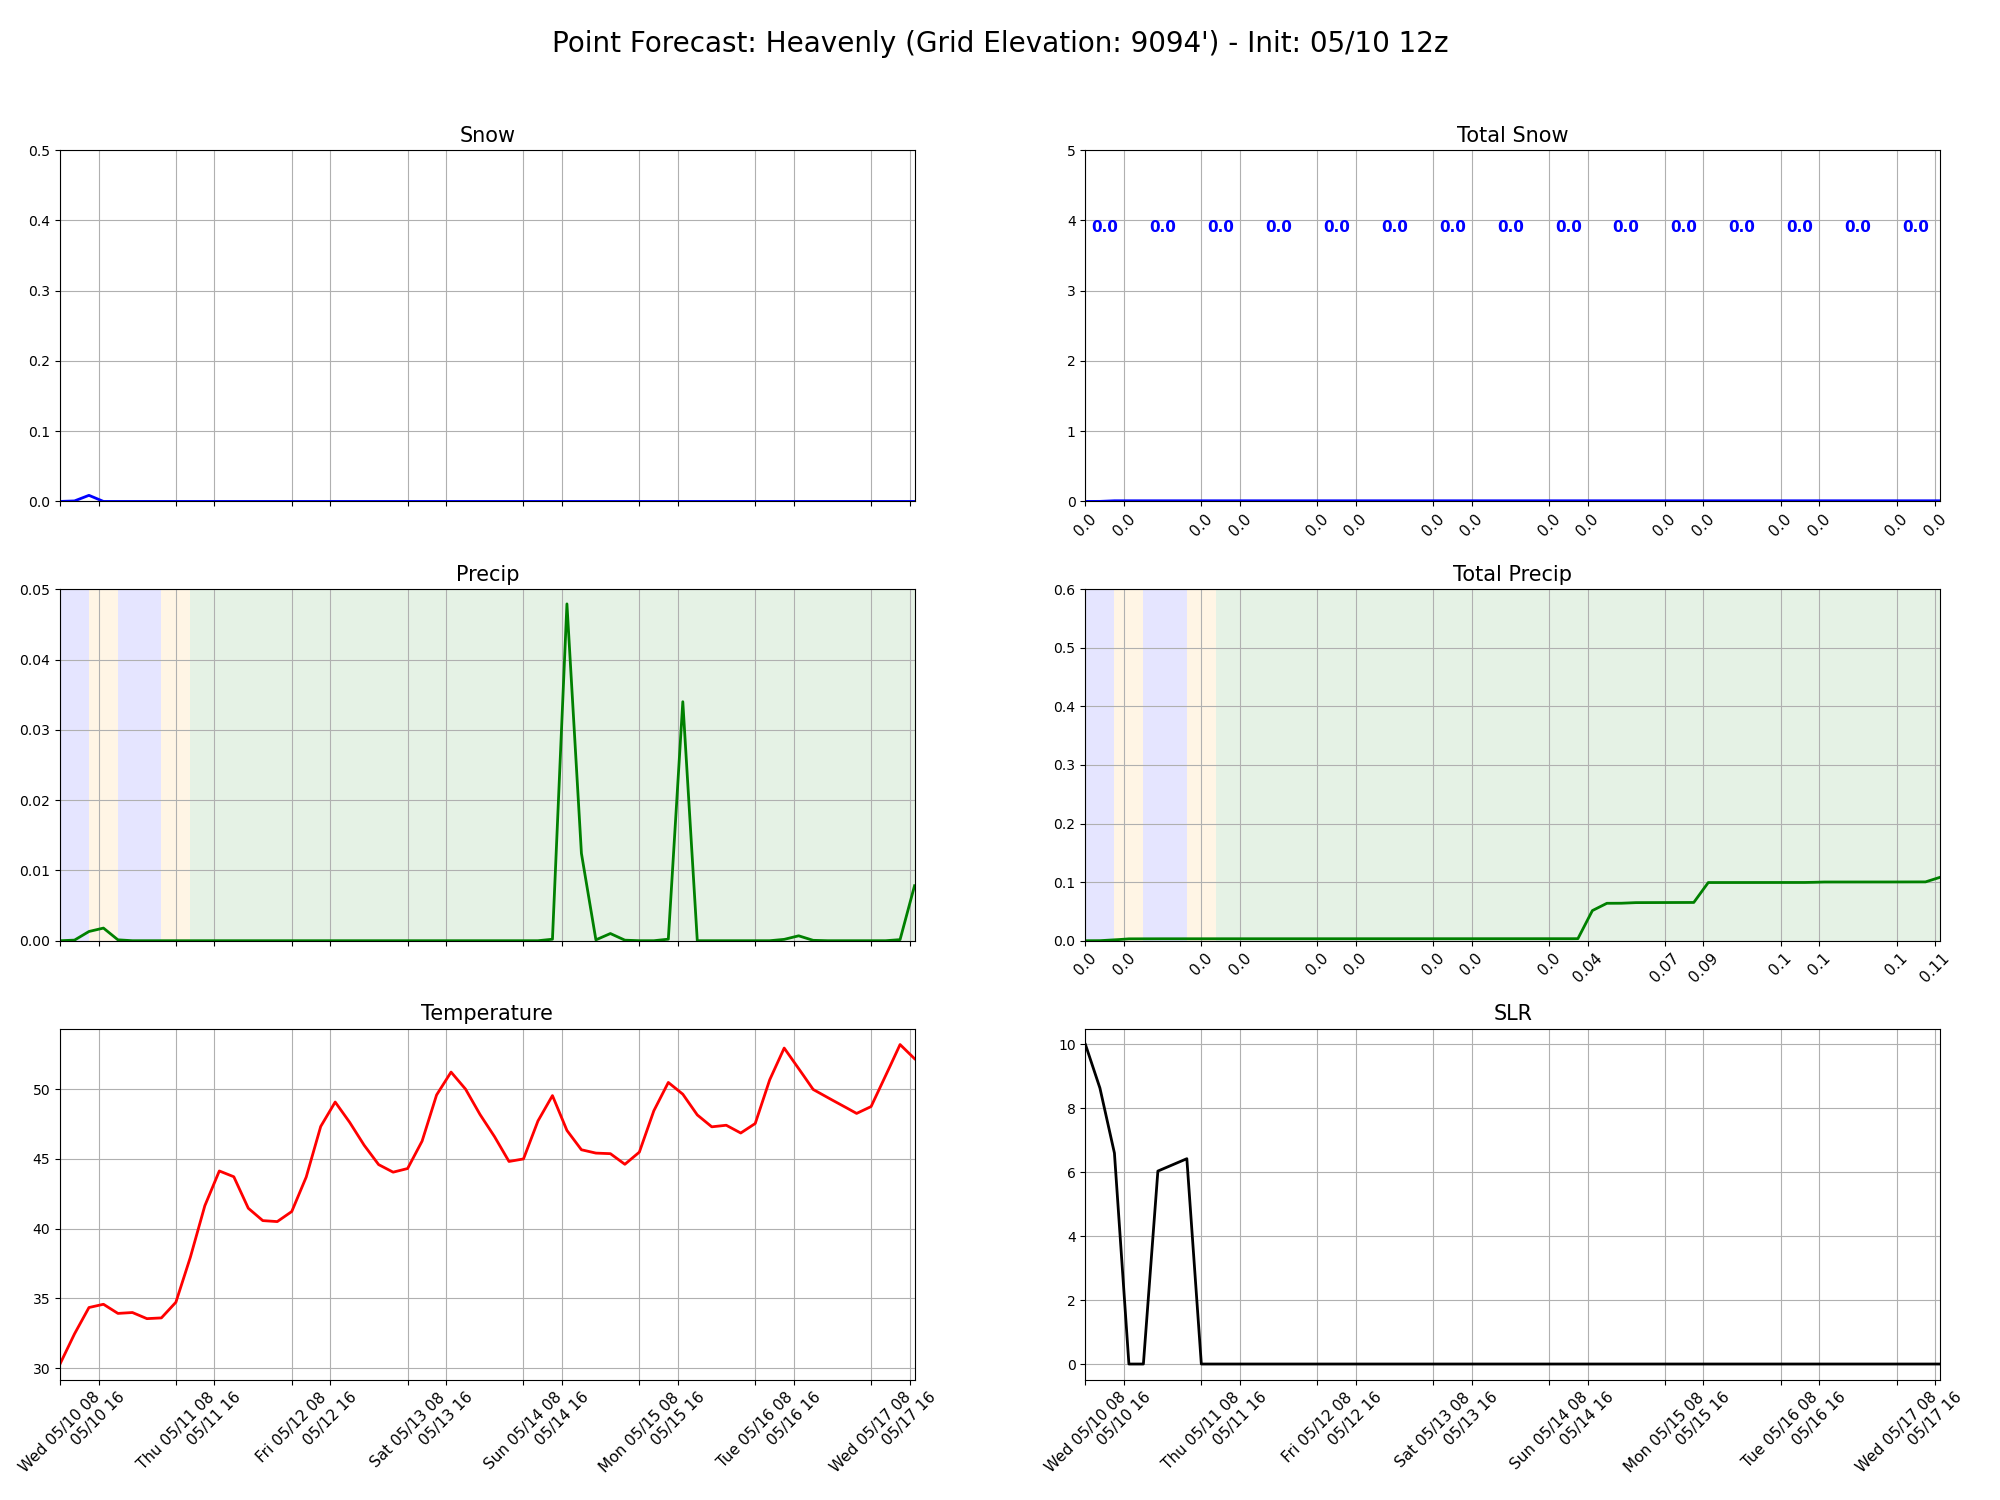 Point Forecast: Heavenly (Grid Elevation: 9094') - Init: 05/10 12z
Snow
0.5
0.4
0.3
0.2
0.1
0.0
Total Snow
5
4
3
2
1
0
0.0 0.0 0.0 0.0 0.0 0.0 0.0 0.0 0.0 0.0 0.0 0.0 0.0 0.0 0.0
0.0 0.0 0.0 0.0 0.0 0.0 0.0 0.0 0.0 0.0 0.0 0.0 0.0 0.0 0.0 0.0
Precip
0.05
0.04
0.03
0.02
0.01
0.00
Total Precip
0.6
0.5
0.4
0.3
0.2
0.1
0.0
0.0 0.0 0.0 0.0 0.0 0.0 0.0 0.0 0.0 0.04 0.07 0.09 0.1 0.1 0.1 0.11
Temperature
50
45
40
35
30
Wed 05/10 08
05/10 16
Thu 05/11 08
05/11 16
Fri 05/12 08
05/12 16
Sat 05/13 08
05/13 16
Sun 05/14 08
05/14 16
Mon 05/15 08
05/15 16
Tue 05/16 08
05/16 16
Wed 05/17 08
05/17 16
SLR
10
8
6
4
2
0
Wed 05/10 08
05/10 16
Thu 05/11 08
05/11 16
Fri 05/12 08
05/12 16
Sat 05/13 08
05/13 16
Sun 05/14 08
05/14 16
Mon 05/15 08
05/15 16
Tue 05/16 08
05/16 16
Wed 05/17 08
05/17 16